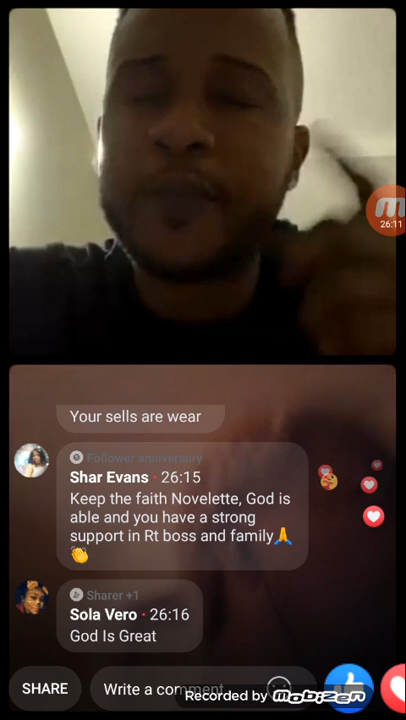 26:11
Your sells are wear
Follower anniversary
Shar Evans · 26:15
Keep the faith Novelette, God is
able and you have a strong
support in Rt boss and family🙏
👏
Sharer +1
Sola Vero · 26:16
God Is Great
SHARE
Write a comment
Recorded by mobizen